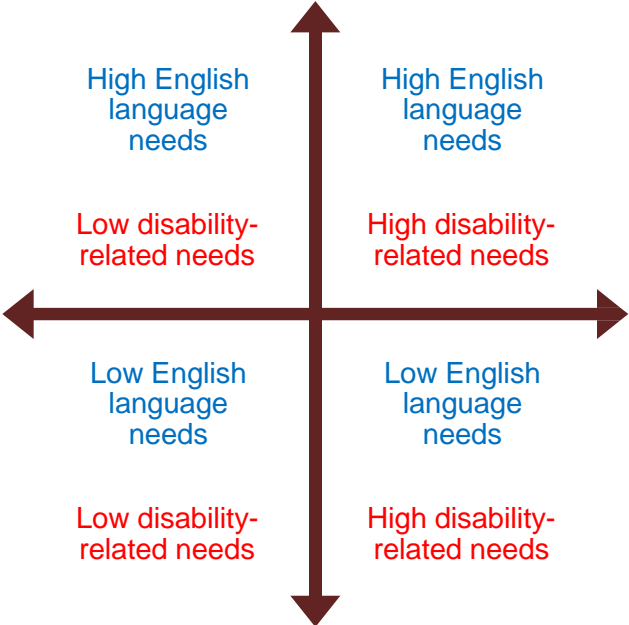 High English
language
needs
Low disability-
related needs
High English
language
needs
High disability-
related needs
Low English
language
needs
Low disability-
related needs
Low English
language
needs
High disability-
related needs